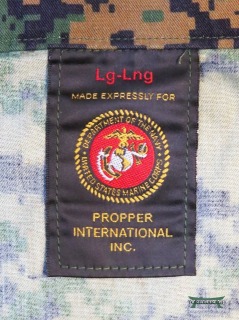 Lg-Lng
MADE EXPRESSLY FOR
DEPARTMENT OF THE NAVY
UNITED STATES MARINE CORPS
PROPPER
INTERNATIONAL
INC.